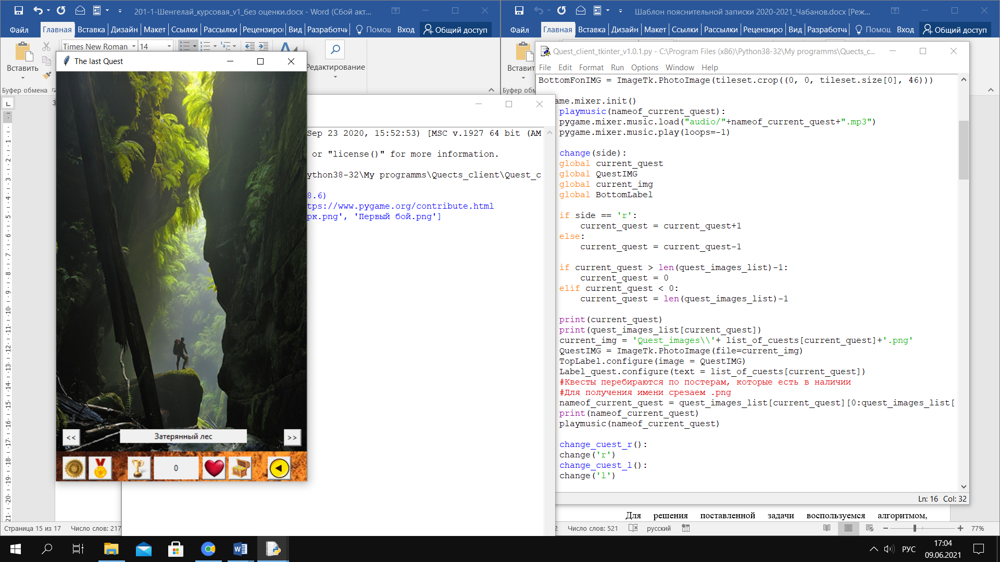 201-1-Шенгелай_курсовая_v1_без оценки.docx - Word (Сбой акт...
Файл Главная Вставка Дизайн Макет Ссылки Рассылки Рецензиро Вид Разработч Помощ Вход Общий доступ
Times New Roman 14
Вставить
Редактирование
Буфер обмена
Шаблон пояснительной записки 2020-2021_Чабанов.docx [Реж...
Файл Главная Вставка Дизайн Макет Ссылки Рассылки Рецензиро Вид Разработч Помощ Вход Общий доступ
Вставит
Буфер обм
The last Quest
Затерянный лес
<< >>
0
Sep 23 2020, 15:52:53) [MSC v.1927 64 bit (AM
or "license()" for more information.
ython38-32\My programms\Quects_client\Quest_c
8.6)
tps://www.pygame.org/contribute.html
рк.png', 'Первый бой.png']
Quest_client_tkinter_v1.0.1.py - C:\Program Files (x86)\Python38-32\My programms\Quects_c...
File Edit Format Run Options Window Help
BottomFonIMG = ImageTk.PhotoImage(tileset.crop((0, 0, tileset.size[0], 46)))
ame.mixer.init()
playmusic(nameof_current_quest):
pygame.mixer.music.load("audio/"+nameof_current_quest+".mp3")
pygame.mixer.music.play(loops=-1)
change(side):
global current_quest
global QuestIMG
global current_img
global BottomLabel
if side == 'r':
current_quest = current_quest+1
else:
current_quest = current_quest-1
if current_quest > len(quest_images_list)-1:
current_quest = 0
elif current_quest < 0:
current_quest = len(quest_images_list)-1
print(current_quest)
print(quest_images_list[current_quest])
current_img = 'Quest_images\\'+ list_of_cuests[current_quest]+'.png'
QuestIMG = ImageTk.PhotoImage(file=current_img)
TopLabel.configure(image = QuestIMG)
Label_quest.configure(text = list_of_cuests[current_quest])
#Квесты перебираются по постерам, которые есть в наличии
#Для получения имени срезаем .png
nameof_current_quest = quest_images_list[current_quest][0:quest_images_list[
print(nameof_current_quest)
playmusic(nameof_current_quest)
change_cuest_r():
change('r')
change_cuest_l():
change('l')
Ln: 16 Col: 32
Для решения поставленной задачи воспользуемся алгоритмом,
Страница 15 из 17 Число слов: 217
2 Число слов: 521 русский 77%
РУС
17:04
09.06.2021